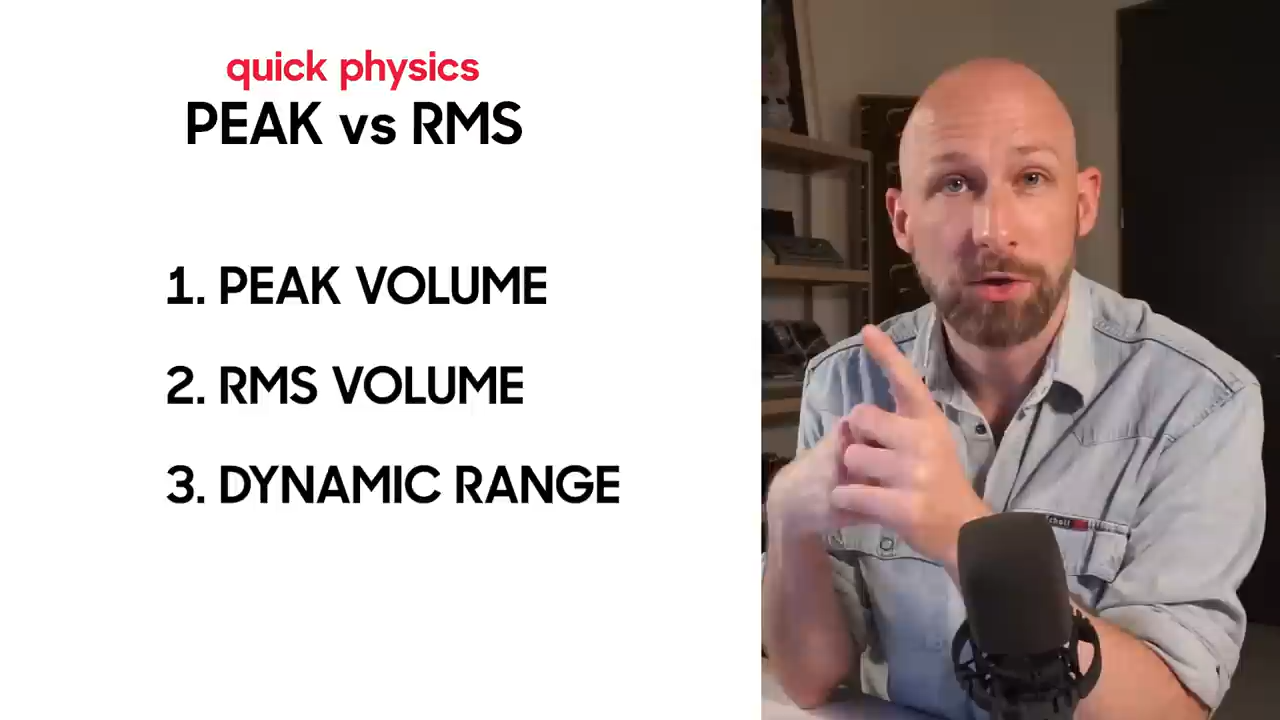 quick physics
PEAK vs RMS
1. PEAK VOLUME
2. RMS VOLUME
3. DYNAMIC RANGE